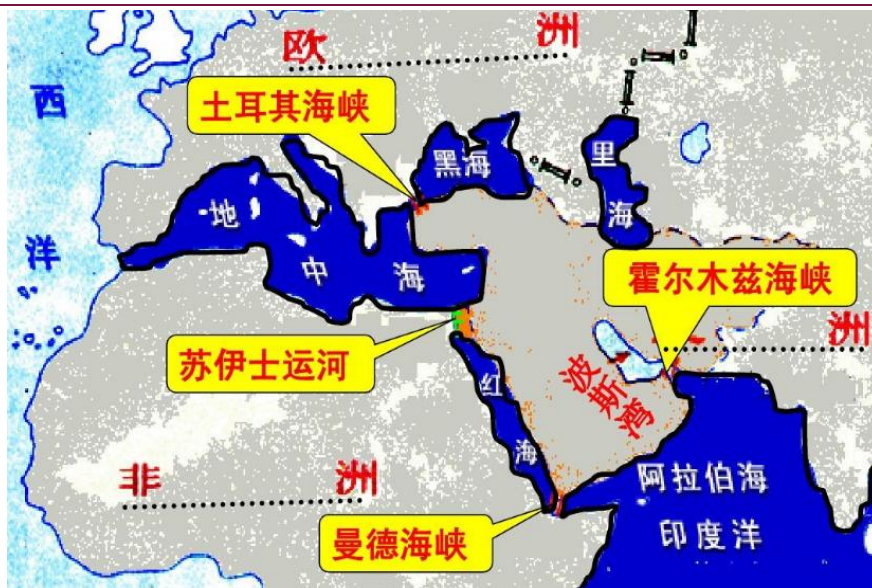 欧洲
西洋
土耳其海峡
黑海
里海
地中海
霍尔木兹海峡
洲
苏伊士运河
波斯湾
红海
非洲
阿拉伯海
印度洋
曼德海峡